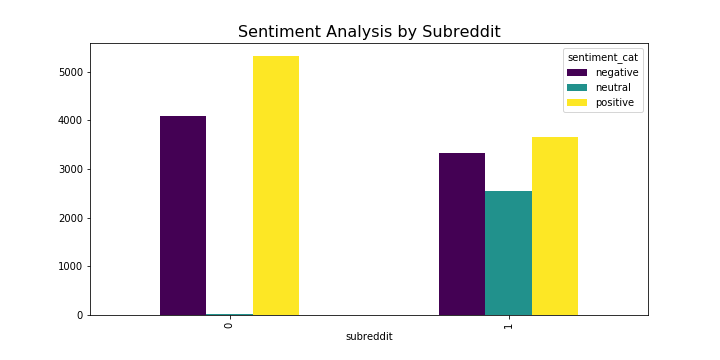 Sentiment Analysis by Subreddit
sentiment_cat
negative
neutral
positive
5000
4000
3000
2000
1000
0
0
1
subreddit